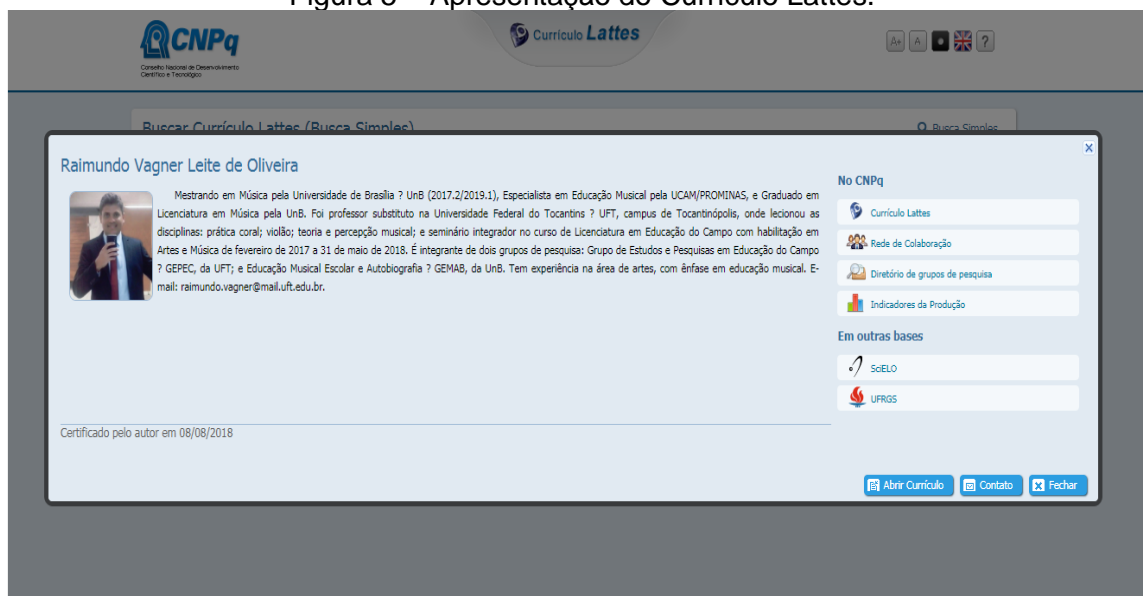 Figura 3 – Apresentação do Currículo Lattes.
CNPq
Conselho Nacional de Desenvolvimento
Científico e Tecnológico
Currículo Lattes
A+ A ?
Buscar Currículo Lattes (Busca Simples)
Busca Simples
x
Raimundo Vagner Leite de Oliveira
Mestrando em Música pela Universidade de Brasília ? UnB (2017.2/2019.1), Especialista em Educação Musical pela UCAM/PROMINAS, e Graduado em
Licenciatura em Música pela UnB. Foi professor substituto na Universidade Federal do Tocantins ? UFT, campus de Tocantinópolis, onde lecionou as
disciplinas: prática coral; violão; teoria e percepção musical; e seminário integrador no curso de Licenciatura em Educação do Campo com habilitação em
Artes e Música de fevereiro de 2017 a 31 de maio de 2018. É integrante de dois grupos de pesquisa: Grupo de Estudos e Pesquisas em Educação do Campo
? GEPEC, da UFT; e Educação Musical Escolar e Autobiografia ? GEMAB, da UnB. Tem experiência na área de artes, com ênfase em educação musical. E-
mail: raimundo.vagner@mail.uft.edu.br.
Certificado pelo autor em 08/08/2018
No CNPq
Currículo Lattes
Rede de Colaboração
Diretório de grupos de pesquisa
Indicadores da Produção
Em outras bases
SciELO
UFRGS
Abrir Currículo
Contato
Fechar